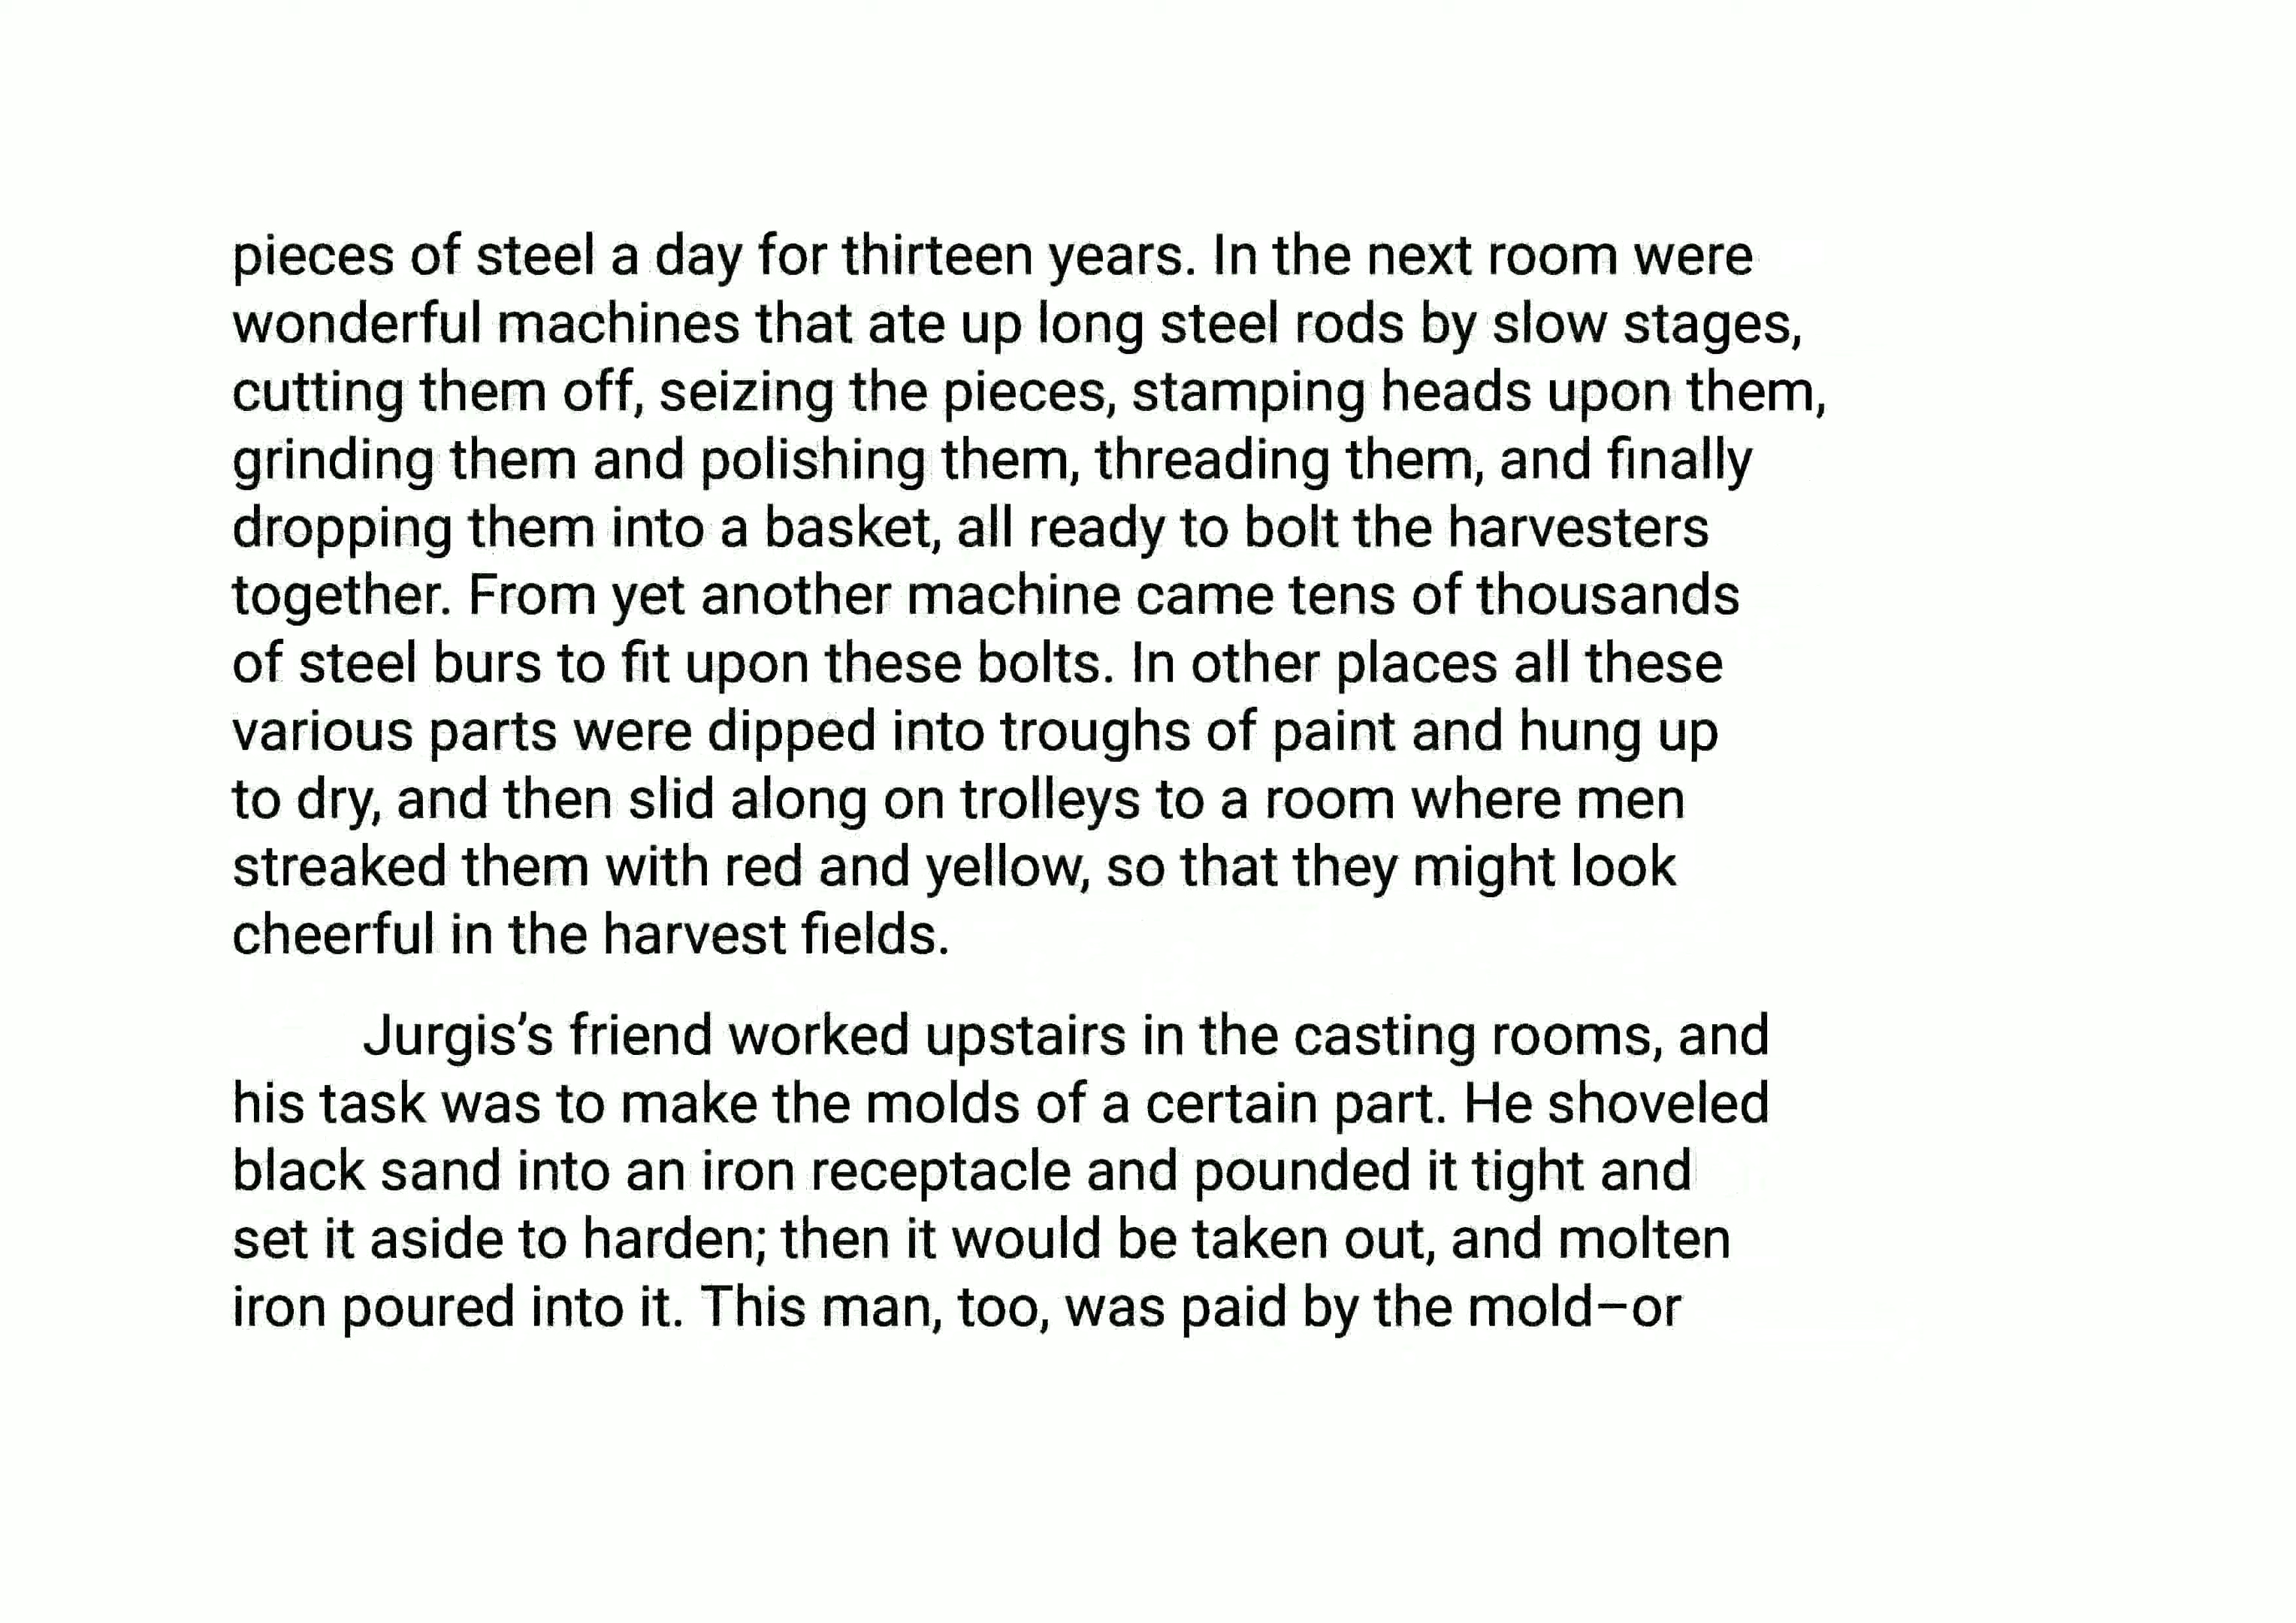 pieces of steel a day for thirteen years. In the next room were
wonderful machines that ate up long steel rods by slow stages,
cutting them off, seizing the pieces, stamping heads upon them,
grinding them and polishing them, threading them, and finally
dropping them into a basket, all ready to bolt the harvesters
together. From yet another machine came tens of thousands
of steel burs to fit upon these bolts. In other places all these
various parts were dipped into troughs of paint and hung up
to dry, and then slid along on trolleys to a room where men
streaked them with red and yellow, so that they might look
cheerful in the harvest fields.
Jurgis’s friend worked upstairs in the casting rooms, and
his task was to make the molds of a certain part. He shoveled
black sand into an iron receptacle and pounded it tight and
set it aside to harden; then it would be taken out, and molten
iron poured into it. This man, too, was paid by the mold—or